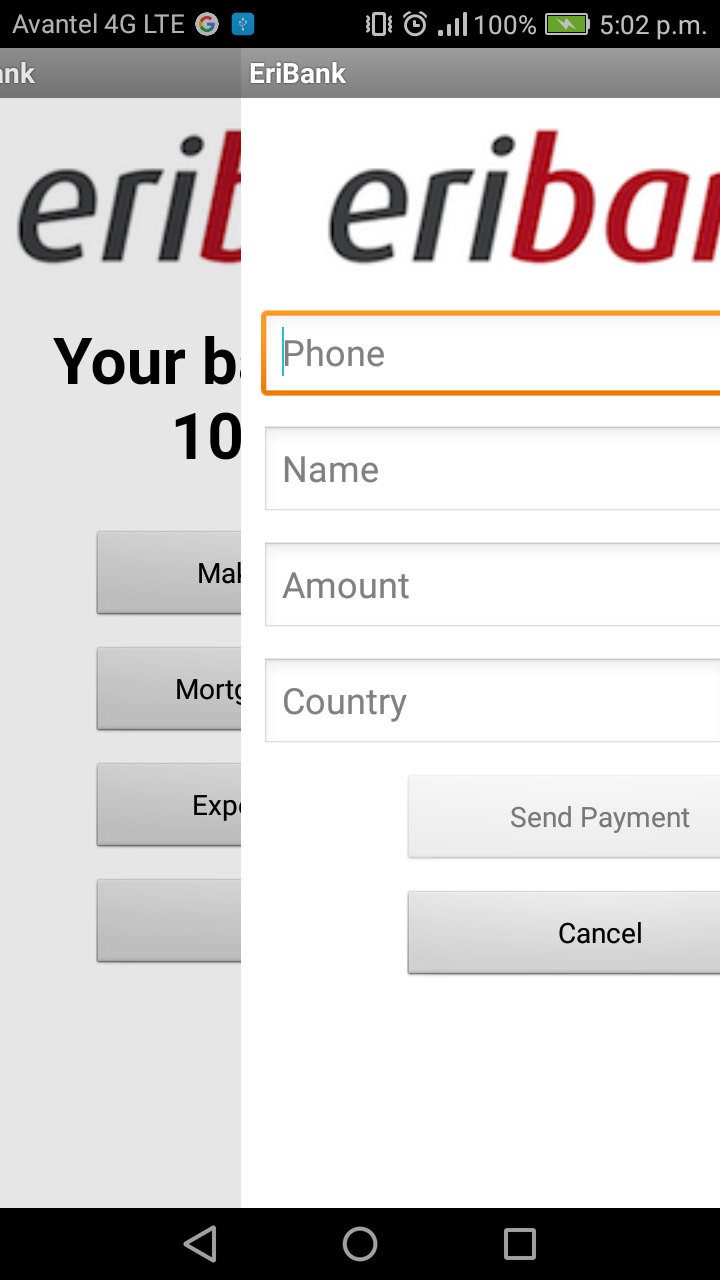 Avantel 4G LTE 100% 5:02 p.m.
ank EriBank
eri eriban
Your ba
10
Phone
Name
Amount
Country
Mak
Mortg
Expe
Send Payment
Cancel